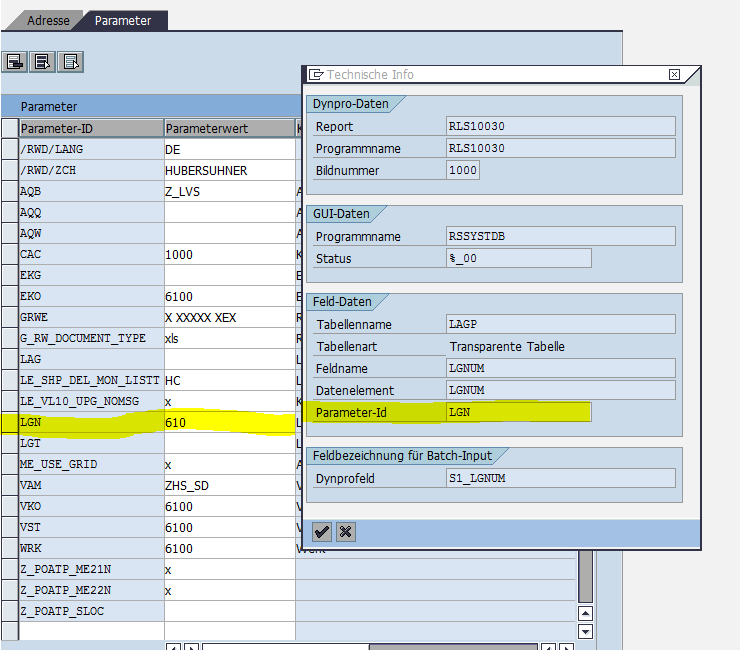 Adresse Parameter
Parameter
Parameter-ID Parameterwert K
/RWD/LANG DE
/RWD/ZCH HUBERSUHNER
AQB Z_LVS A
AQQ A
AQW A
CAC 1000 K
EKG E
EKO 6100 E
GRWE X XXXXX XEX R
G_RW_DOCUMENT_TYPE xls R
LAG L
LE_SHP_DEL_MON_LISTT HC L
LE_VL10_UPG_NOMSG x K
LGN 610 L
LGT L
ME_USE_GRID x A
VAM ZHS_SD V
VKO 6100 V
VST 6100 V
WRK 6100 Werk
Z_POATP_ME21N x
Z_POATP_ME22N x
Z_POATP_SLOC
Technische Info
Dynpro-Daten
Report RLS10030
Programmname RLS10030
Bildnummer 1000
GUI-Daten
Programmname RSSYSTDB
Status %_00
Feld-Daten
Tabellenname LAGP
Tabellenart Transparente Tabelle
Feldname LGNUM
Datenelement LGNUM
Parameter-Id LGN
Feldbezeichnung für Batch-Input
Dynprofeld S1_LGNUM